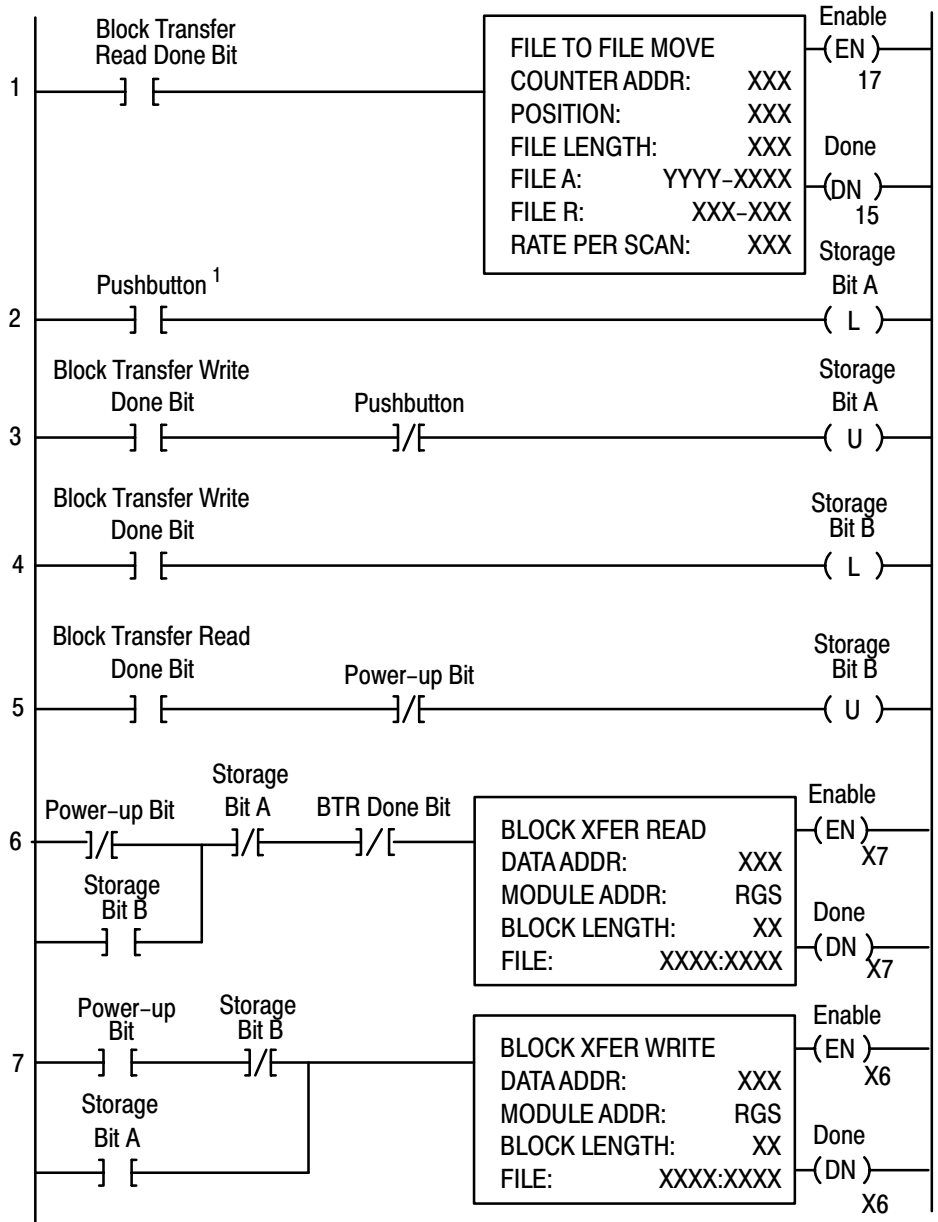 Block Transfer
Read Done Bit
1
FILE TO FILE MOVE
COUNTER ADDR: XXX
POSITION: XXX
FILE LENGTH: XXX
FILE A: YYYY-XXXX
FILE R: XXX-XXX
RATE PER SCAN: XXX
Enable
EN
17
Done
DN
15
Pushbutton 1
2
Storage
Bit A
L
Block Transfer Write
Done Bit
Pushbutton
3
Storage
Bit A
U
Block Transfer Write
Done Bit
4
Storage
Bit B
L
Block Transfer Read
Done Bit
Power-up Bit
5
Storage
Bit B
U
Power-up Bit
Storage
Bit A
BTR Done Bit
6
Storage
Bit B
BLOCK XFER READ
DATA ADDR: XXX
MODULE ADDR: RGS
BLOCK LENGTH: XX
FILE: XXXX:XXXX
Enable
EN
X7
Done
DN
X7
Power-up
Bit
Storage
Bit B
7
Storage
Bit A
BLOCK XFER WRITE
DATA ADDR: XXX
MODULE ADDR: RGS
BLOCK LENGTH: XX
FILE: XXXX:XXXX
Enable
EN
X6
Done
DN
X6